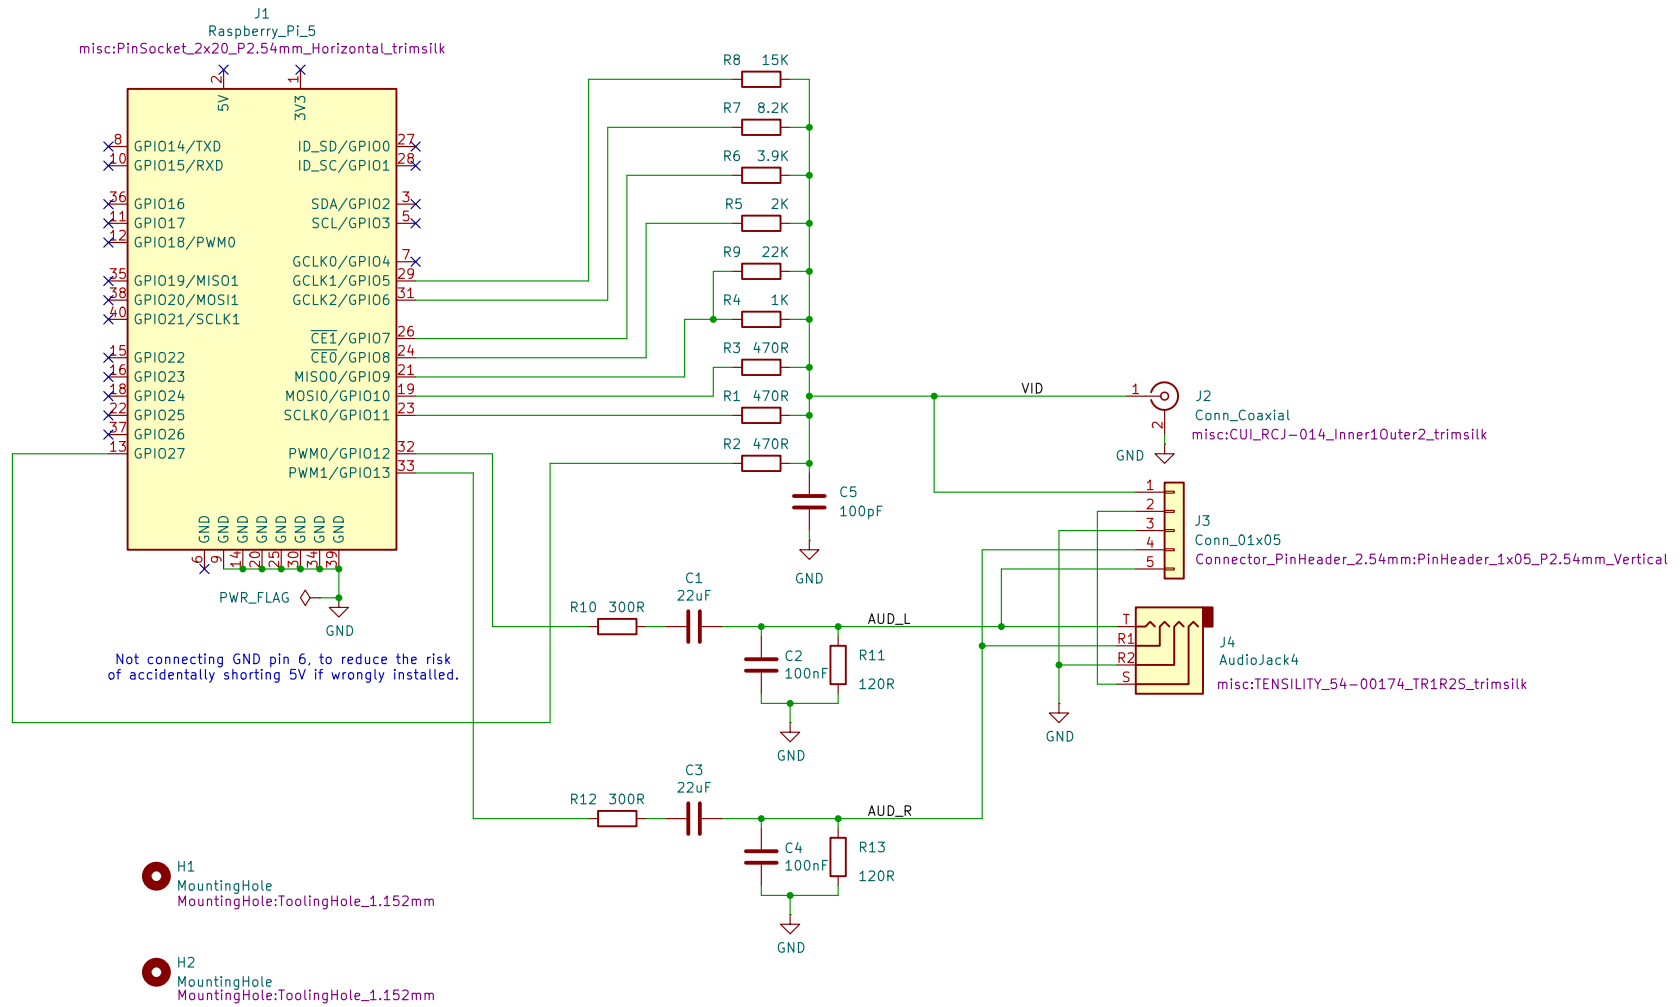 J1
Raspberry_Pi_5
misc:PinSocket_2x20_P2.54mm_Horizontal_trimsilk
2
5V
1
3V3
8 GPIO14/TXD
10 GPIO15/RXD
36 GPIO16
11 GPIO17
12 GPIO18/PWM0
35 GPIO19/MISO1
38 GPIO20/MOSI1
40 GPIO21/SCLK1
15 GPIO22
16 GPIO23
18 GPIO24
22 GPIO25
37 GPIO26
13 GPIO27
ID_SD/GPIO0 27
ID_SC/GPIO1 28
SDA/GPIO2 3
SCL/GPIO3 5
GCLK0/GPIO4 7
GCLK1/GPIO5 29
GCLK2/GPIO6 31
CE1/GPIO7 26
CE0/GPIO8 24
MISO0/GPIO9 21
MOSI0/GPIO10 19
SCLK0/GPIO11 23
PWM0/GPIO12 32
PWM1/GPIO13 33
GND GND GND GND GND GND GND GND
6 9 14 20 25 30 34 39
PWR_FLAG
GND
Not connecting GND pin 6, to reduce the risk
of accidentally shorting 5V if wrongly installed.
R8 15K
R7 8.2K
R6 3.9K
R5 2K
R9 22K
R4 1K
R3 470R
R1 470R
R2 470R
C5
100pF
GND
VID
1
2
J2
Conn_Coaxial
misc:CUI_RCJ-014_Inner1Outer2_trimsilk
GND
1
2
3
4
5
J3
Conn_01x05
Connector_PinHeader_2.54mm:PinHeader_1x05_P2.54mm_Vertical
T
R1
R2
S
J4
AudioJack4
misc:TENSILITY_54-00174_TR1R2S_trimsilk
GND
R10 300R
C1
22uF
AUD_L
C2
100nF
R11
120R
GND
R12 300R
C3
22uF
AUD_R
C4
100nF
R13
120R
GND
H1
MountingHole
MountingHole:ToolingHole_1.152mm
H2
MountingHole
MountingHole:ToolingHole_1.152mm